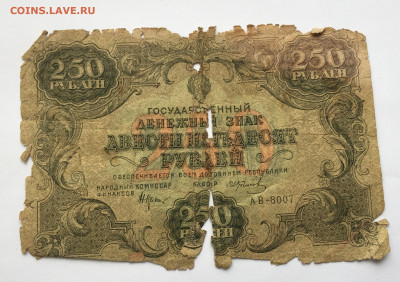 COINS.LAVE.RU
250
РУБЛЕЙ
250
РУБЛЕЙ
ГОСУДАРСТВЕННЫЙ
ДЕНЕЖНЫЙ ЗНАК
ДВЕСТИ ПЯТЬДЕСЯТ
РУБЛЕЙ
ОБЕСПЕЧИВАЕТСЯ ВСЕМ ДОСТОЯНИЕМ РЕСПУБЛИКИ
НАРОДНЫЙ КОМИССАР
ФИНАНСОВ
КАССИР
АВ-8007
250
РУБЛЕЙ